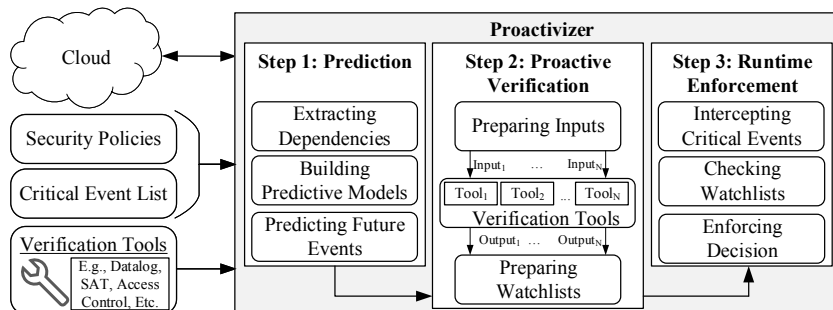 Proactivizer
Cloud
Security Policies
Critical Event List
Verification Tools
E.g., Datalog,
SAT, Access
Control, Etc.
Step 1: Prediction
Extracting
Dependencies
Building
Predictive Models
Predicting Future
Events
Step 2: Proactive
Verification
Preparing Inputs
Input1 ... InputN
Tool1 Tool2 ... ToolN
Verification Tools
Output1 ... OutputN
Preparing
Watchlists
Step 3: Runtime
Enforcement
Intercepting
Critical Events
Checking
Watchlists
Enforcing
Decision